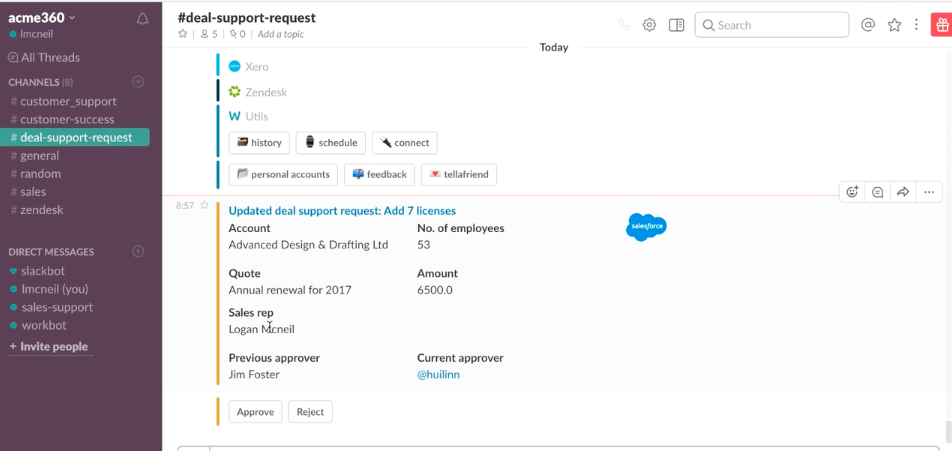 acme360
lmcneil
All Threads
CHANNELS (8)
# customer_support
# customer-success
# deal-support-request
# general
# random
# sales
# zendesk
DIRECT MESSAGES
slackbot
lmcneil (you)
sales-support
workbot
+ Invite people
#deal-support-request
5 0 Add a topic
Search
Today
Xero
Zendesk
W Utils
history schedule connect
personal accounts feedback tellafriend
8:57
Updated deal support request: Add 7 licenses
salesforce
Account No. of employees
Advanced Design & Drafting Ltd 53
Quote Amount
Annual renewal for 2017 6500.0
Sales rep
Logan Mcneil
Previous approver Current approver
Jim Foster @huilinn
Approve Reject